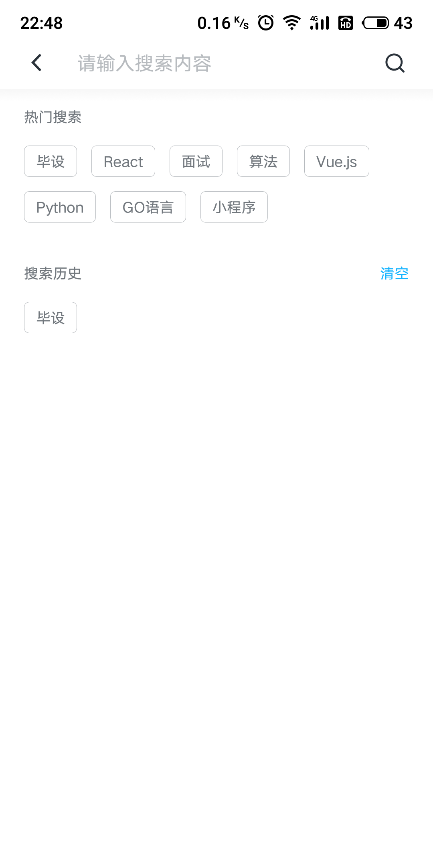 22:48 0.16 K/s 4G HD 43
请输入搜索内容
热门搜索
毕设 React 面试 算法 Vue.js
Python GO语言 小程序
搜索历史 清空
毕设